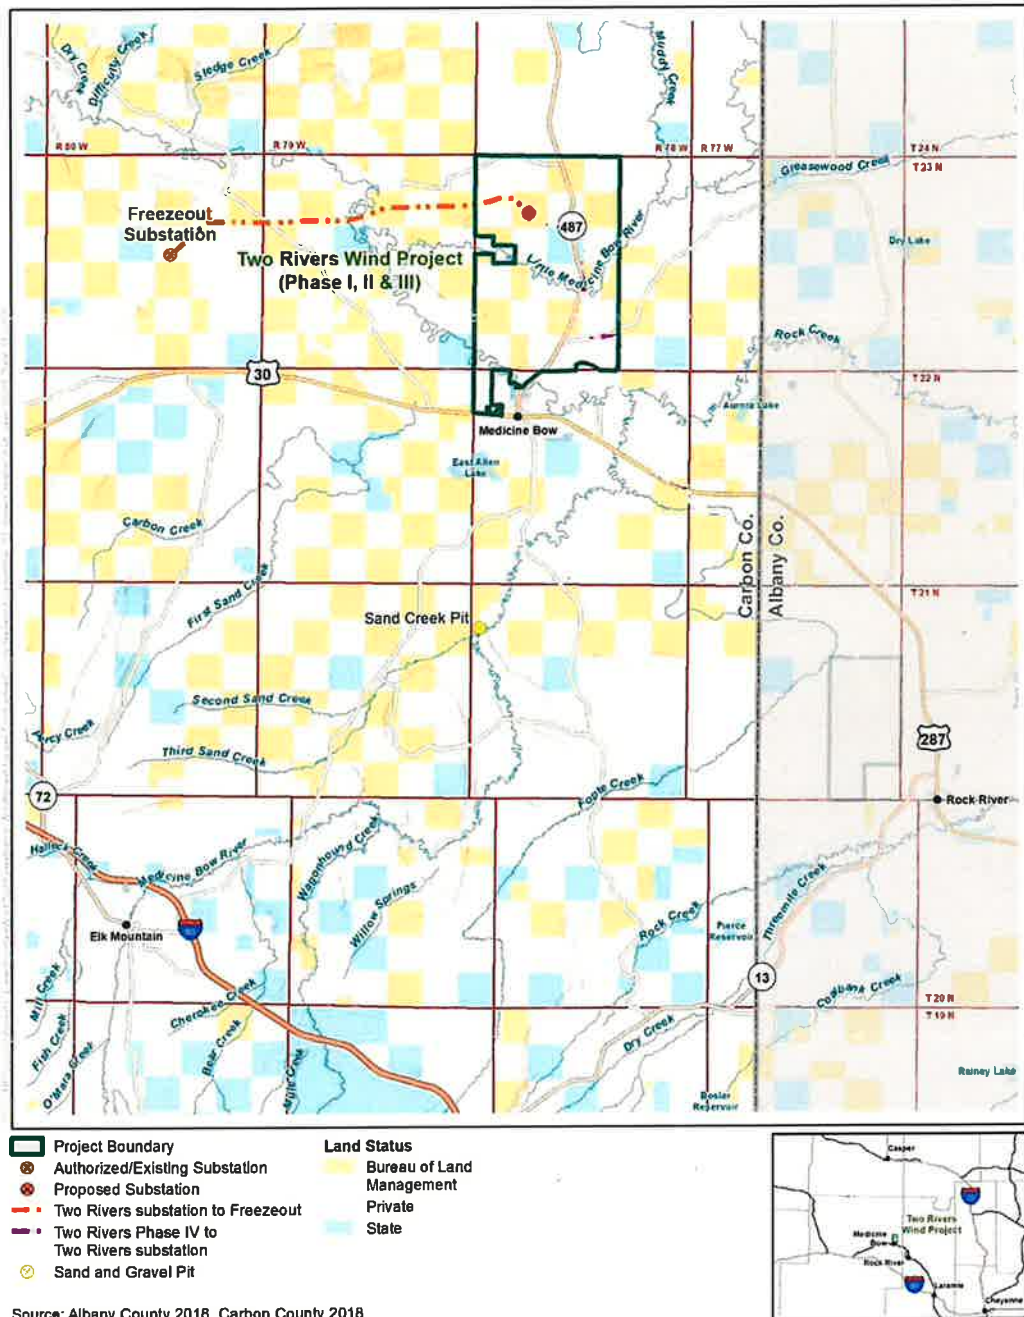 Dry Creek
Difficulty Creek
Sledge Creek
Muddy Creek
R 80 W
R 79 W
R 78 W
R 77 W
T 24 N
T 23 N
Greasewood Creek
Freezeout
Substation
487
Dry Lake
Two Rivers Wind Project
(Phase I, II & III)
Little Medicine Bow River
Rock Creek
30
T 22 N
Aurora Lake
Medicine Bow
East Allen
Lake
Carbon Creek
Carbon Co.
Albany Co.
First Sand Creek
T 21 N
Sand Creek Pit
Second Sand Creek
Third Sand Creek
287
72
Foote Creek
Rock River
Halleck Creek
Medicine Bow River
Wagonhound Creek
Willow Springs
Rock Creek
Threemile Creek
Pierce
Reservoir
Elk Mountain
13
Mill Creek
Cherokee Creek
Coalbank Creek
T 20 N
T 19 N
Fish Creek
Bear Creek
Dry Creek
O'Mara Creek
Rainey Lake
Bosler
Reservoir
Project Boundary
Authorized/Existing Substation
Proposed Substation
Two Rivers substation to Freezeout
Two Rivers Phase IV to
Two Rivers substation
Sand and Gravel Pit
Land Status
Bureau of Land
Management
Private
State
Casper
Two Rivers
Wind Project
Medicine
Bow
Rock River
Laramie
Cheyenne
Source: Albany County 2018, Carbon County 2018